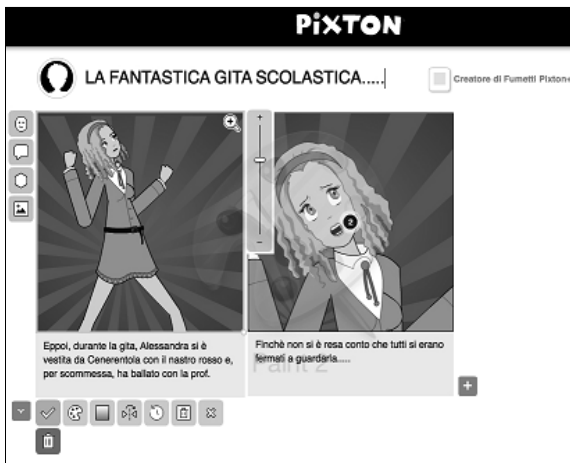 PiXTON
LA FANTASTICA GITA SCOLASTICA.....
Creatore di Fumetti Pixton+
+
2
Eppoi, durante la gita, Alessandra si è
vestita da Cenerentola con il nastro rosso e,
per scommessa, ha ballato con la prof.
Finchè non si è resa conto che tutti si erano
fermati a guardarla.....
Paint 2
+